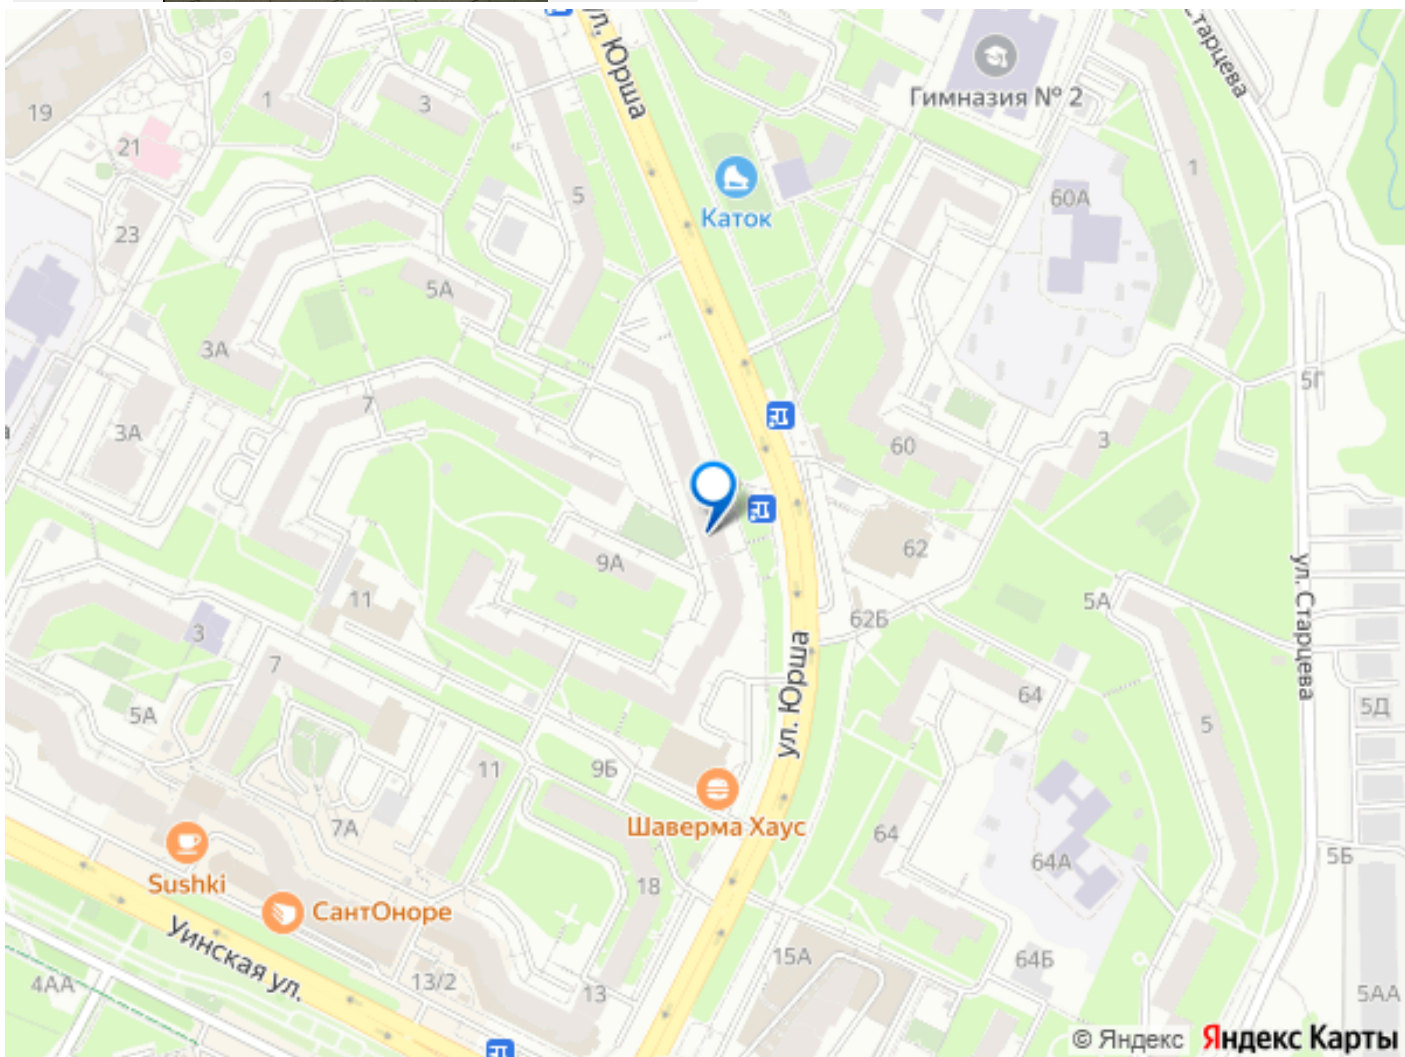 ул. Юрша
Старцева
Гимназия № 2
1
3
19
21
5
1
60А
Каток
23
5А
3А
5Г
7
3А
60
3
9А
62
ул. Старцева
11
5А
62Б
3
7
64
ул. Юрша
5А
5Д
5
9Б
11
Шаверма Хаус
7А
64
64А
5Б
Sushki
18
СантОноре
Уинская ул.
15А
64Б
4АА
13/2
13
5АА
© Яндекс
Яндекс Карты